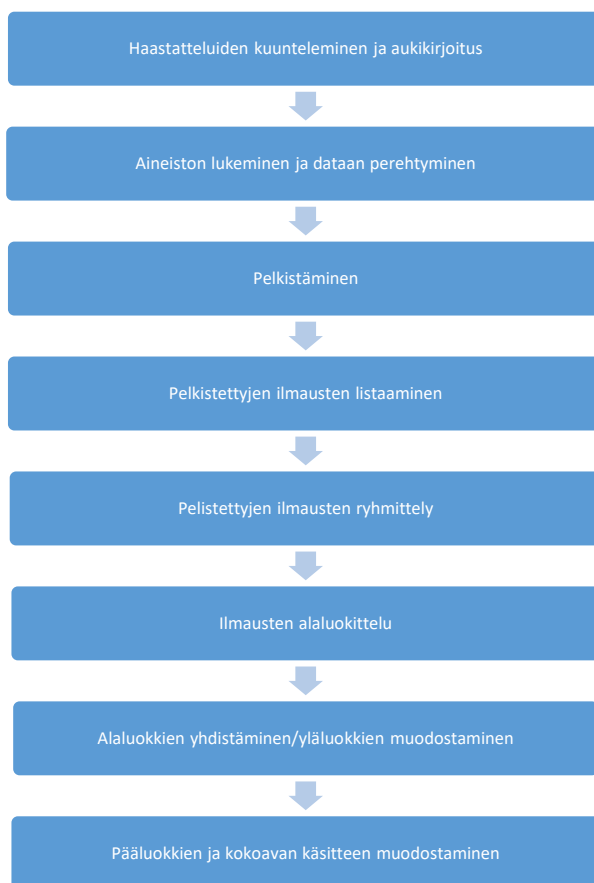 Haastatteluiden kuunteleminen ja aukikirjoitus
Aineiston lukeminen ja dataan perehtyminen
Pelkistäminen
Pelkistettyjen ilmausten listaaminen
Pelistettyjen ilmausten ryhmittely
Ilmausten alaluokittelu
Alaluokkien yhdistäminen/yläluokkien muodostaminen
Pääluokkien ja kokoavan käsitteen muodostaminen